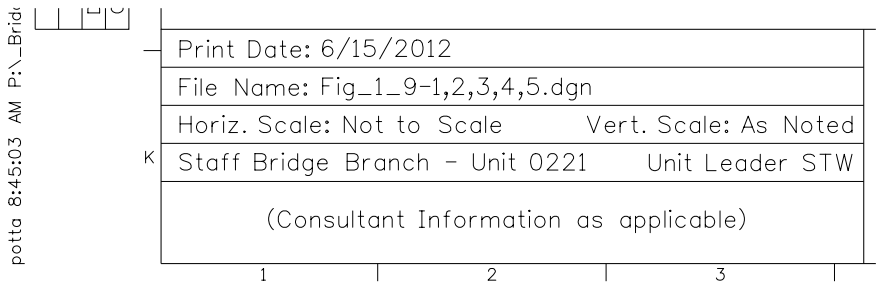 Print Date: 6/15/2012
File Name: Fig_1_9-1,2,3,4,5.dgn
Horiz. Scale: Not to Scale Vert. Scale: As Noted
K
Staff Bridge Branch - Unit 0221 Unit Leader STW
(Consultant Information as applicable)
1 2 3
potta 8:45:03 AM P:\_Brid